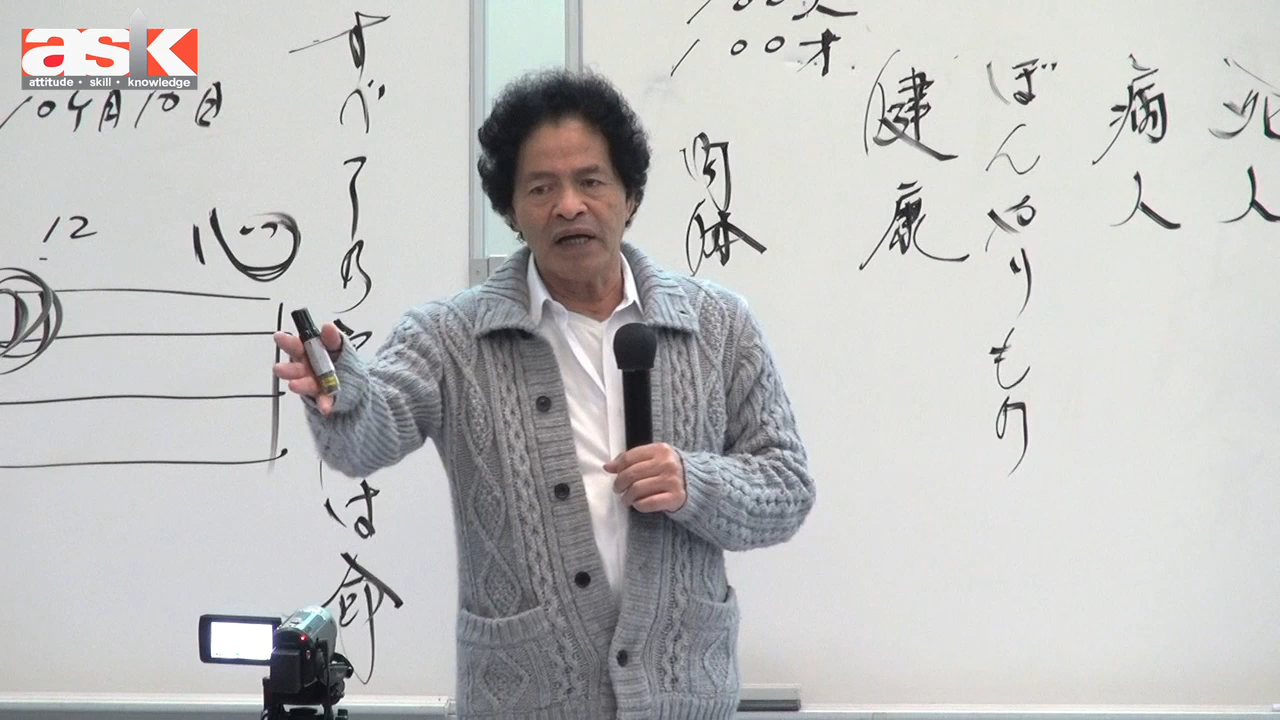 ask
attitude • skill • knowledge
死人
病人
ぼんやりもの
健康
100才
肉体
すべての
は命
10ケ月10日
12
心